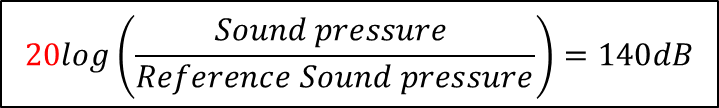 20log(Sound pressure / Reference Sound pressure) = 140dB